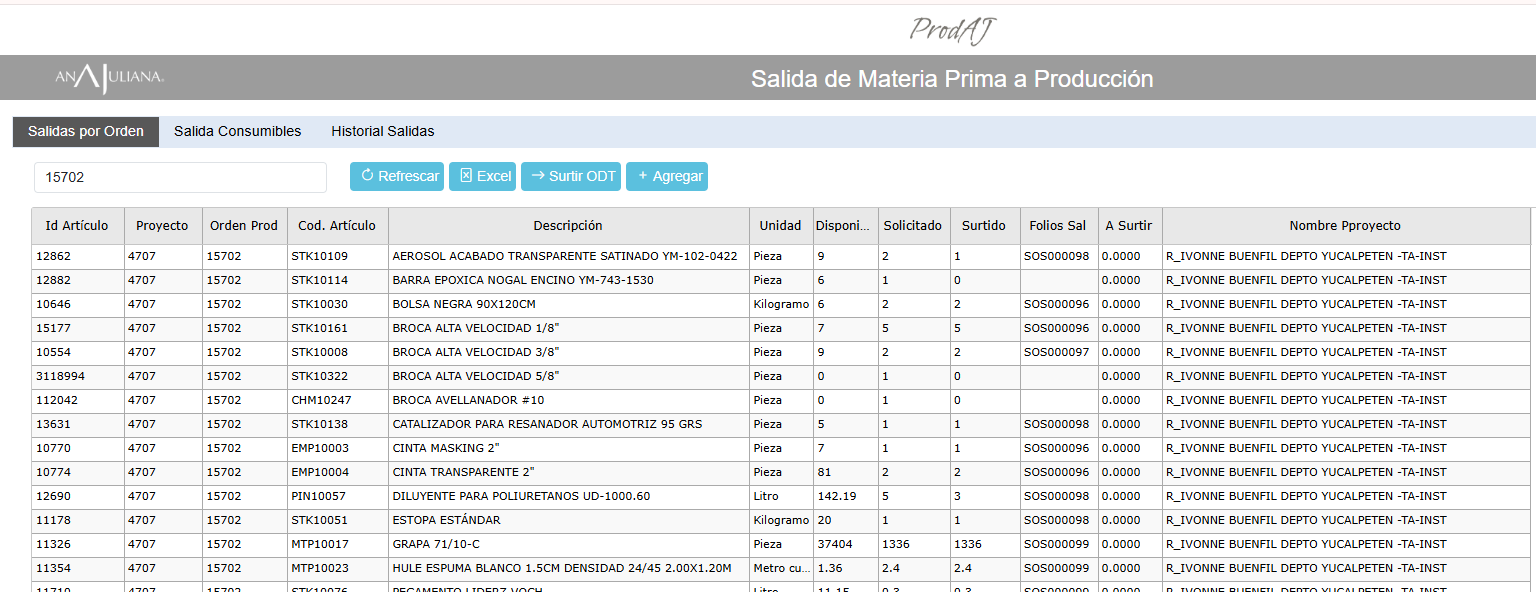 ProdAJ
ANAJULIANA
Salida de Materia Prima a Producción
Salidas por Orden Salida Consumibles Historial Salidas
15702 Refrescar Excel Surtir ODT + Agregar
Id Artículo Proyecto Orden Prod Cod. Artículo Descripción Unidad Disponi... Solicitado Surtido Folios Sal A Surtir Nombre Pproyecto
12862 4707 15702 STK10109 AEROSOL ACABADO TRANSPARENTE SATINADO YM-102-0422 Pieza 9 2 1 SOS000098 0.0000 R_IVONNE BUENFIL DEPTO YUCALPETEN -TA-INST
12882 4707 15702 STK10114 BARRA EPOXICA NOGAL ENCINO YM-743-1530 Pieza 6 1 0 0.0000 R_IVONNE BUENFIL DEPTO YUCALPETEN -TA-INST
10646 4707 15702 STK10030 BOLSA NEGRA 90X120CM Kilogramo 6 2 2 SOS000096 0.0000 R_IVONNE BUENFIL DEPTO YUCALPETEN -TA-INST
15177 4707 15702 STK10161 BROCA ALTA VELOCIDAD 1/8" Pieza 7 5 5 SOS000096 0.0000 R_IVONNE BUENFIL DEPTO YUCALPETEN -TA-INST
10554 4707 15702 STK10008 BROCA ALTA VELOCIDAD 3/8" Pieza 9 2 2 SOS000097 0.0000 R_IVONNE BUENFIL DEPTO YUCALPETEN -TA-INST
3118994 4707 15702 STK10322 BROCA ALTA VELOCIDAD 5/8" Pieza 0 1 0 0.0000 R_IVONNE BUENFIL DEPTO YUCALPETEN -TA-INST
112042 4707 15702 CHM10247 BROCA AVELLANADOR #10 Pieza 0 1 0 0.0000 R_IVONNE BUENFIL DEPTO YUCALPETEN -TA-INST
13631 4707 15702 STK10138 CATALIZADOR PARA RESANADOR AUTOMOTRIZ 95 GRS Pieza 5 1 1 SOS000098 0.0000 R_IVONNE BUENFIL DEPTO YUCALPETEN -TA-INST
10770 4707 15702 EMP10003 CINTA MASKING 2" Pieza 7 1 1 SOS000096 0.0000 R_IVONNE BUENFIL DEPTO YUCALPETEN -TA-INST
10774 4707 15702 EMP10004 CINTA TRANSPARENTE 2" Pieza 81 2 2 SOS000096 0.0000 R_IVONNE BUENFIL DEPTO YUCALPETEN -TA-INST
12690 4707 15702 PIN10057 DILUYENTE PARA POLIURETANOS UD-1000.60 Litro 142.19 5 3 SOS000098 0.0000 R_IVONNE BUENFIL DEPTO YUCALPETEN -TA-INST
11178 4707 15702 STK10051 ESTOPA ESTÁNDAR Kilogramo 20 1 1 SOS000098 0.0000 R_IVONNE BUENFIL DEPTO YUCALPETEN -TA-INST
11326 4707 15702 MTP10017 GRAPA 71/10-C Pieza 37404 1336 1336 SOS000099 0.0000 R_IVONNE BUENFIL DEPTO YUCALPETEN -TA-INST
11354 4707 15702 MTP10023 HULE ESPUMA BLANCO 1.5CM DENSIDAD 24/45 2.00X1.20M Metro cu... 1.36 2.4 2.4 SOS000099 0.0000 R_IVONNE BUENFIL DEPTO YUCALPETEN -TA-INST
4707 15702 Litro 0.0000 R_IVONNE BUENFIL DEPTO YUCALPETEN -TA-INST